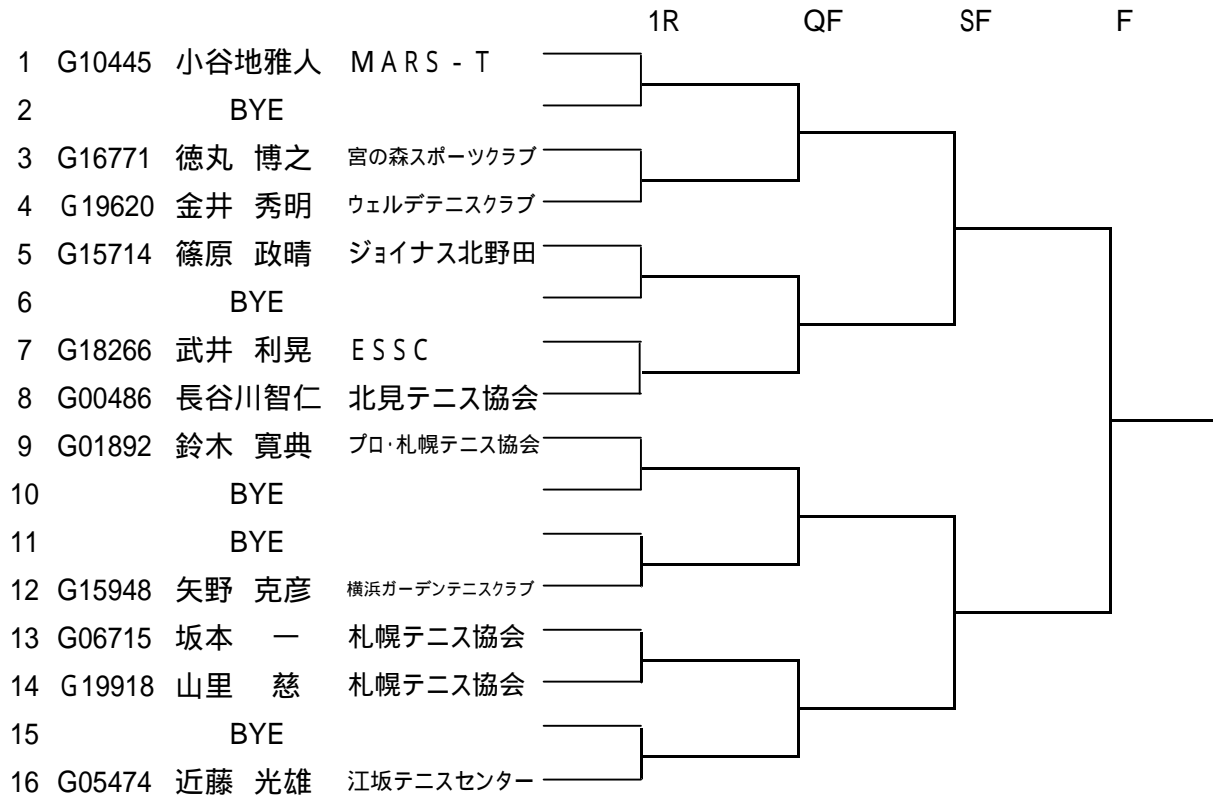 1R QF SF F
1 G10445 小谷地雅人 ＭＡＲＳ‐Ｔ
2 BYE
3 G16771 徳丸 博之 宮の森スポーツクラブ
4 G19620 金井 秀明 ウェルデテニスクラブ
5 G15714 篠原 政晴 ジョイナス北野田
6 BYE
7 G18266 武井 利晃 ＥＳＳＣ
8 G00486 長谷川智仁 北見テニス協会
9 G01892 鈴木 寛典 プロ・札幌テニス協会
10 BYE
11 BYE
12 G15948 矢野 克彦 横浜ガーデンテニスクラブ
13 G06715 坂本 一 札幌テニス協会
14 G19918 山里 慈 札幌テニス協会
15 BYE
16 G05474 近藤 光雄 江坂テニスセンター